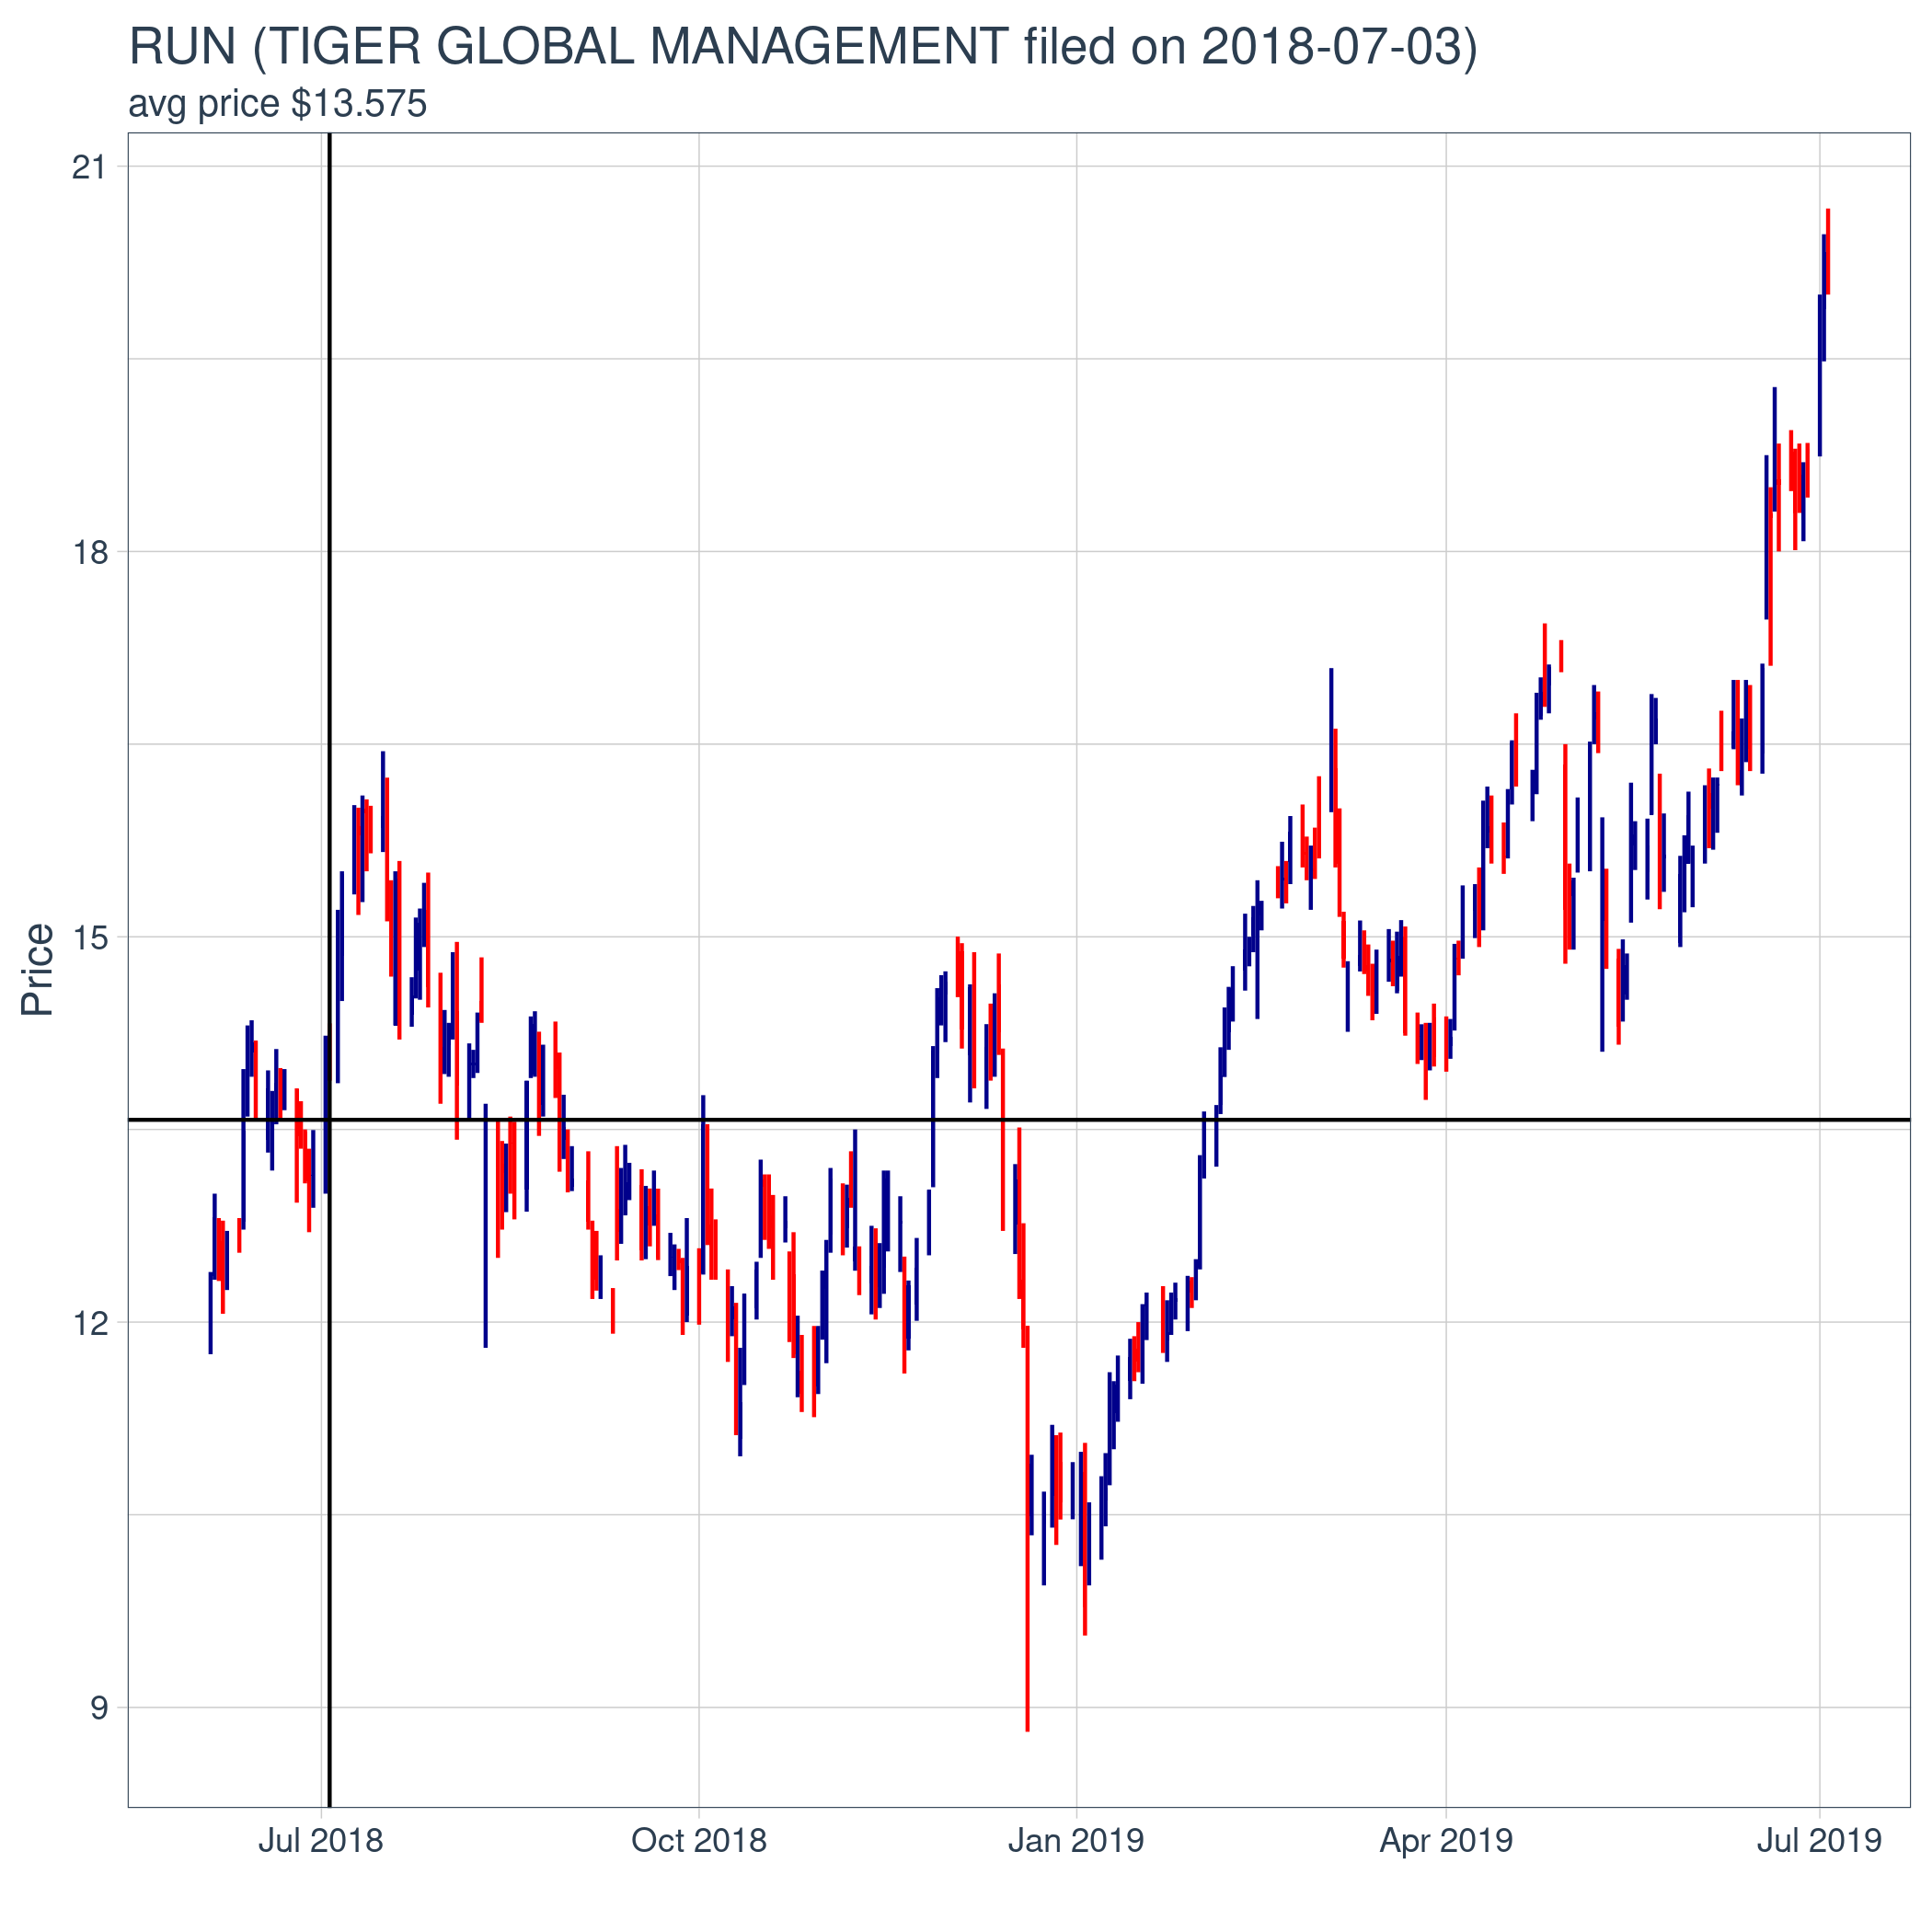 RUN (TIGER GLOBAL MANAGEMENT filed on 2018-07-03)
avg price $13.575
21
18
15
12
9
Price
Jul 2018
Oct 2018
Jan 2019
Apr 2019
Jul 2019